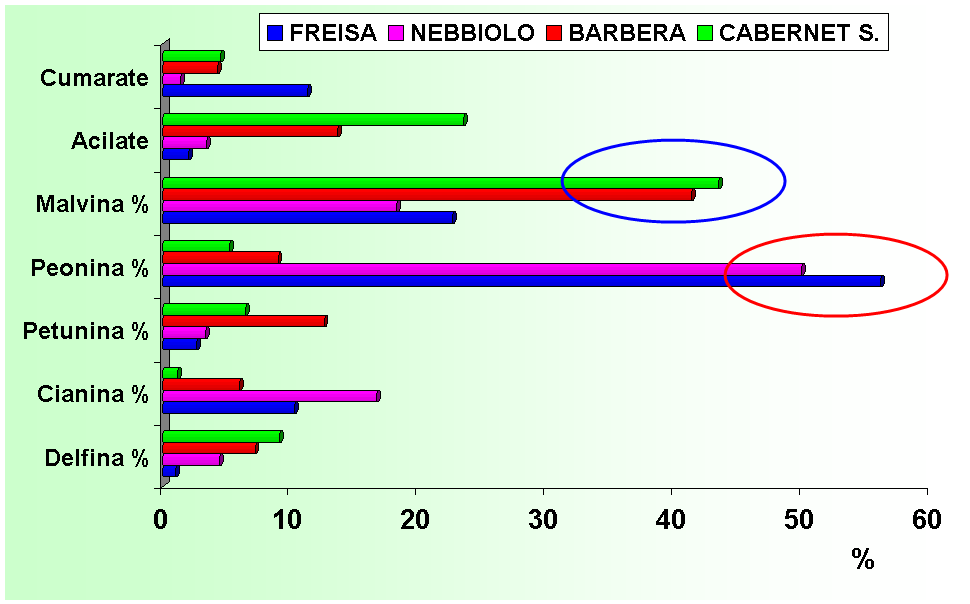 FREISA NEBBIOLO BARBERA CABERNET S.
Cumarate
Acilate
Malvina %
Peonina %
Petunina %
Cianina %
Delfina %
0 10 20 30 40 50 60
%